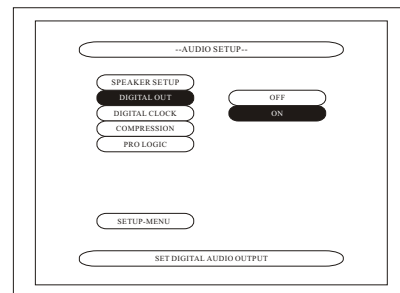 --AUDIO SETUP--
SPEAKER SETUP
DIGITAL OUT
OFF
DIGITAL CLOCK
ON
COMPRESSION
PRO LOGIC
SETUP-MENU
SET DIGITAL AUDIO OUTPUT